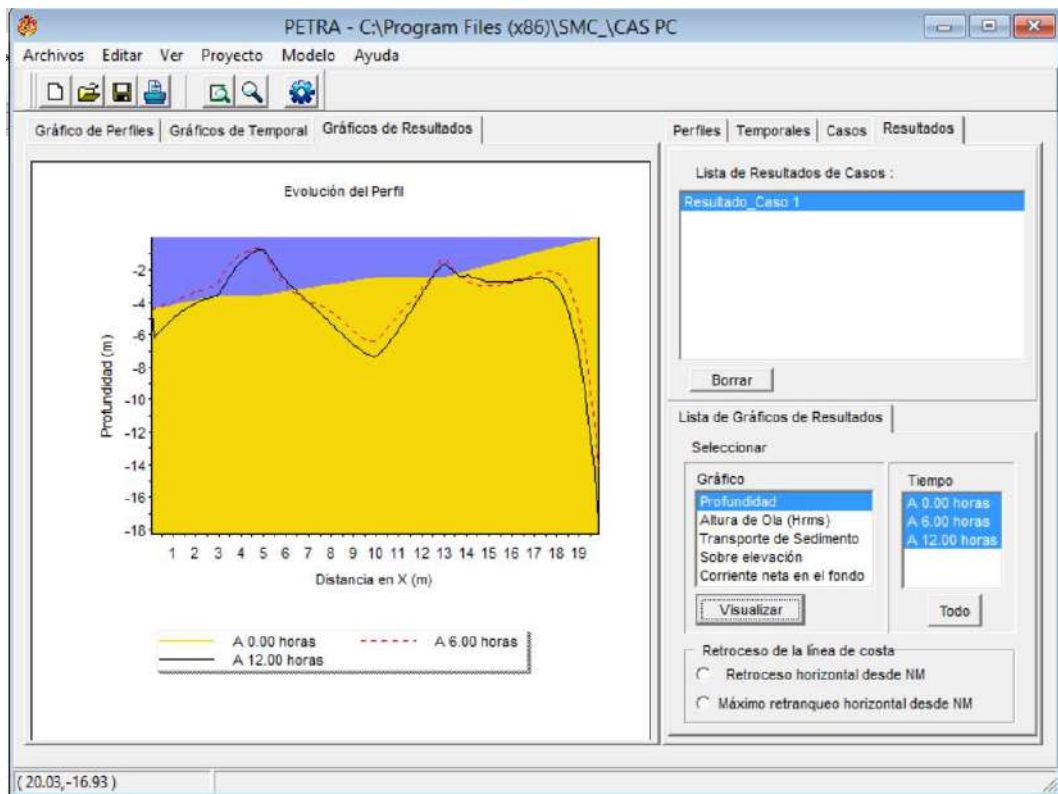 PETRA - C:\Program Files (x86)\SMC_\CAS PC
Archivos Editar Ver Proyecto Modelo Ayuda
Gráfico de Perfiles Gráficos de Temporal Gráficos de Resultados
Evolución del Perfil
Profundidad (m)
-2
-4
-6
-8
-10
-12
-14
-16
-18
1 2 3 4 5 6 7 8 9 10 11 12 13 14 15 16 17 18 19
Distancia en X (m)
A 0.00 horas A 6.00 horas
A 12.00 horas
Perfiles Temporales Casos Resultados
Lista de Resultados de Casos :
Resultado_Caso 1
Borrar
Lista de Gráficos de Resultados
Seleccionar
Gráfico
Profundidad
Altura de Ola (Hrms)
Transporte de Sedimento
Sobre elevación
Corriente neta en el fondo
Visualizar
Tiempo
A 0.00 horas
A 6.00 horas
A 12.00 horas
Todo
Retroceso de la línea de costa
Retroceso horizontal desde NM
Máximo retranqueo horizontal desde NM
( 20.03,-16.93 )